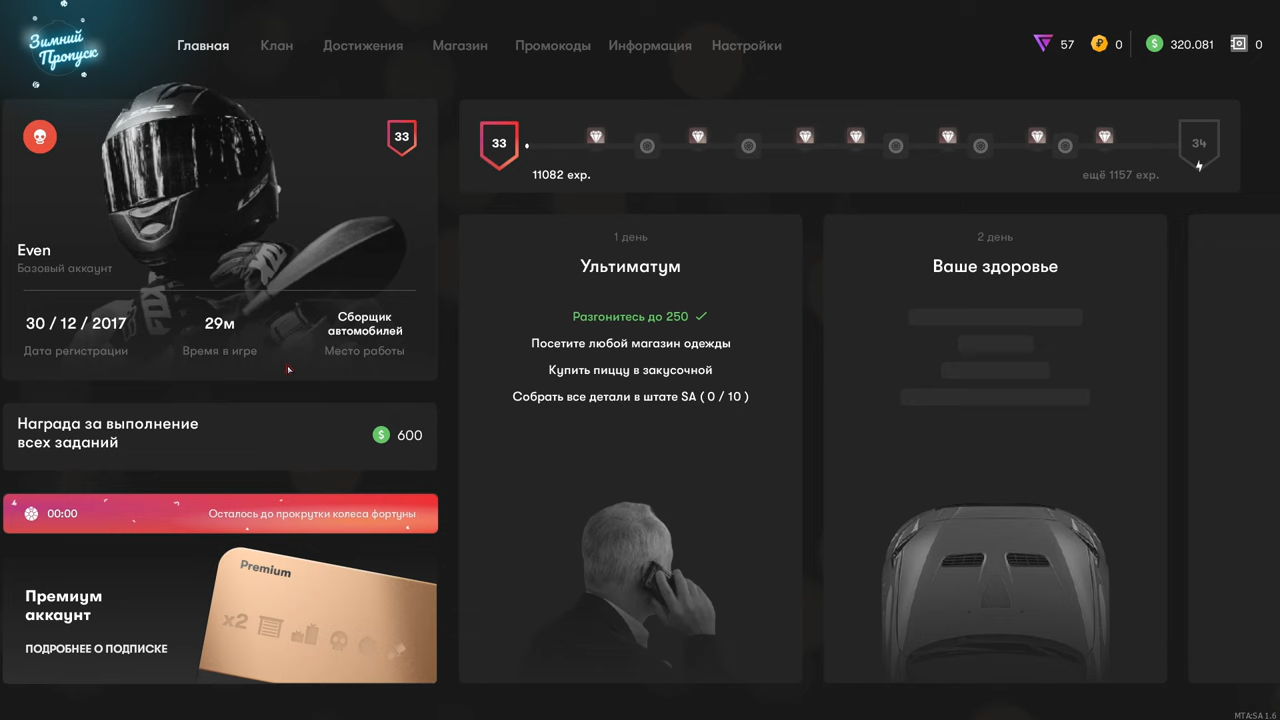 Зимний
Пропуск
Главная
Клан
Достижения
Магазин
Промокоды
Информация
Настройки
57
0
320.081
0
33
Even
Базовый аккаунт
30 / 12 / 2017
Дата регистрации
29м
Время в игре
Сборщик
автомобилей
Место работы
FOX
Награда за выполнение
всех заданий
600
00:00
Осталось до прокрутки колеса фортуны
Premium
x2
Премиум
аккаунт
ПОДРОБНЕЕ О ПОДПИСКЕ
33
34
11082 exp.
ещё 1157 exp.
1 день
Ультиматум
Разгонитесь до 250
Посетите любой магазин одежды
Купить пиццу в закусочной
Собрать все детали в штате SA ( 0 / 10 )
2 день
Ваше здоровье
MTA:SA 1.6